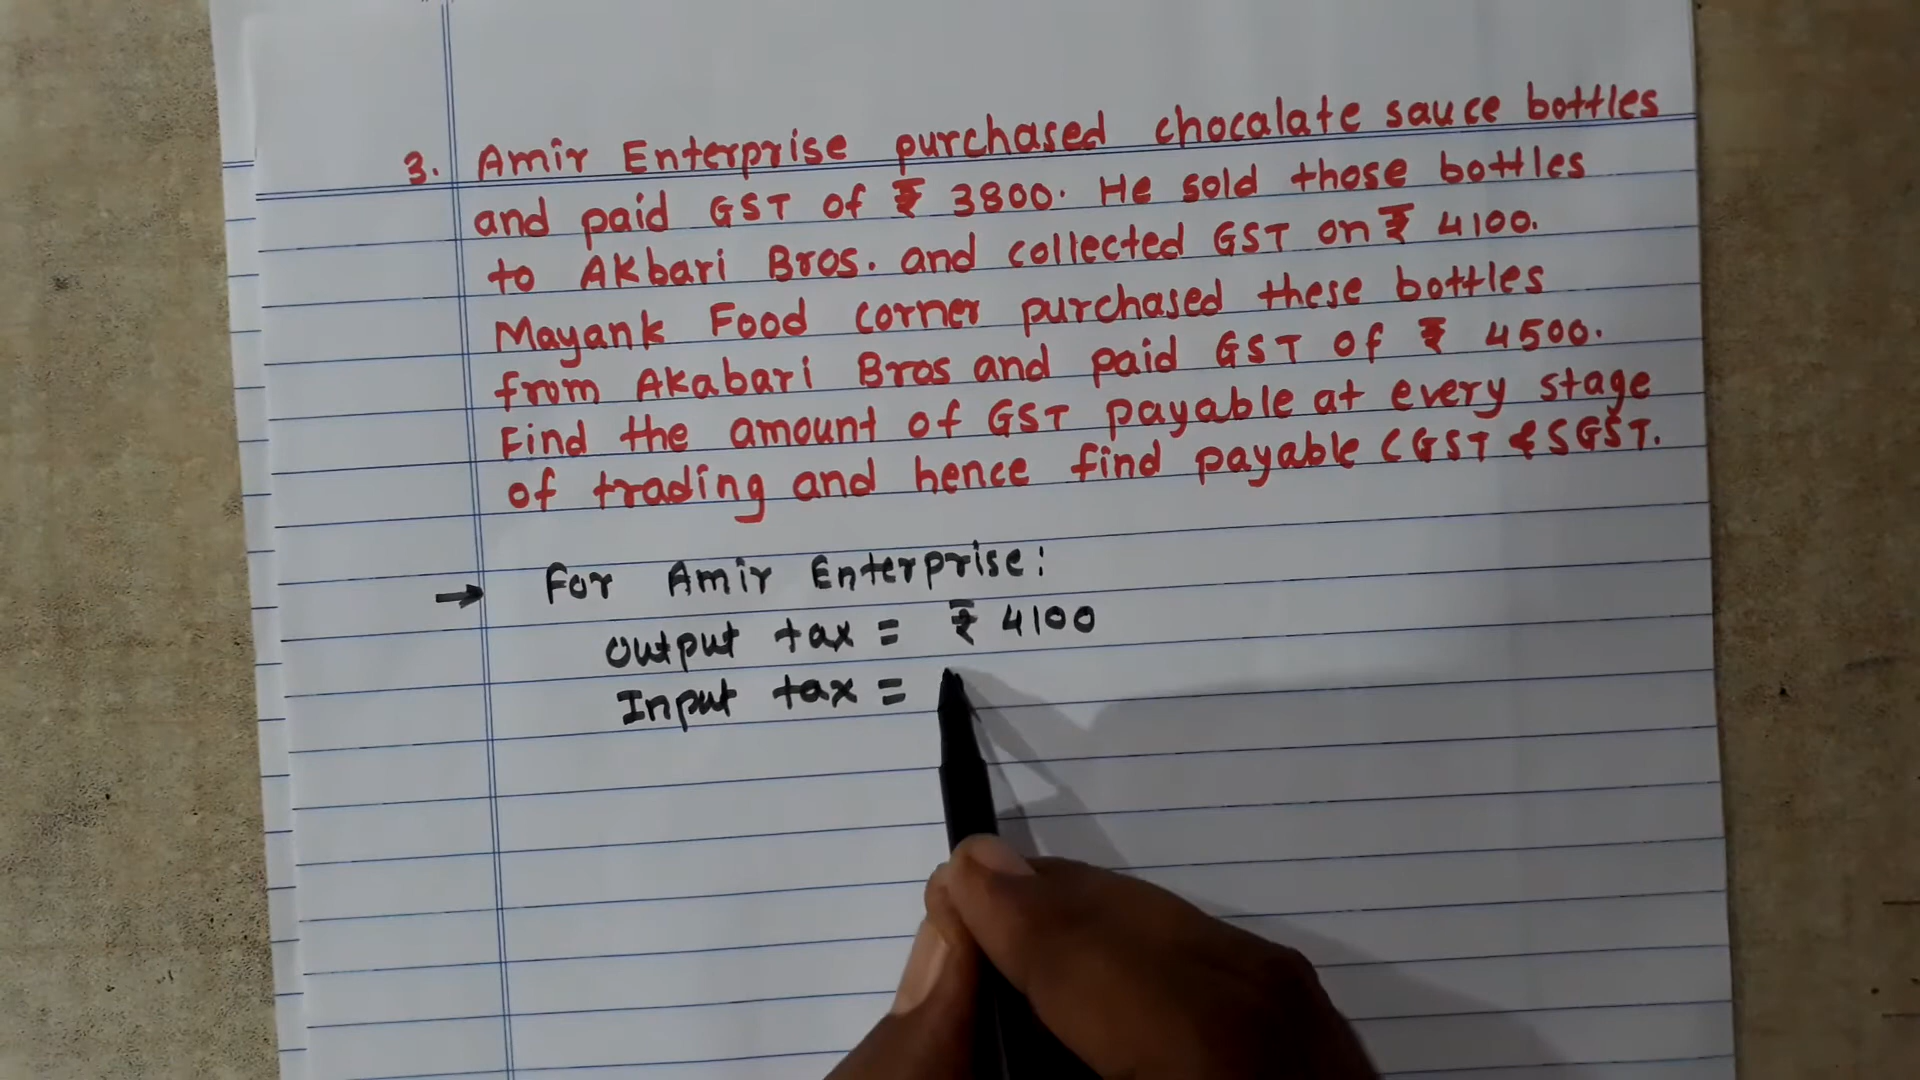 3. Amir Enterprise purchased chocalate sauce bottles
and paid GST of ₹ 3800. He sold those bottles
to Akbari Bros. and collected GST on ₹ 4100.
Mayank Food corner purchased these bottles
from Akabari Bros and paid GST of ₹ 4500.
Find the amount of GST payable at every stage
of trading and hence find payable CGST & SGST.
→ For Amir Enterprise:
Output tax = ₹ 4100
Input tax =